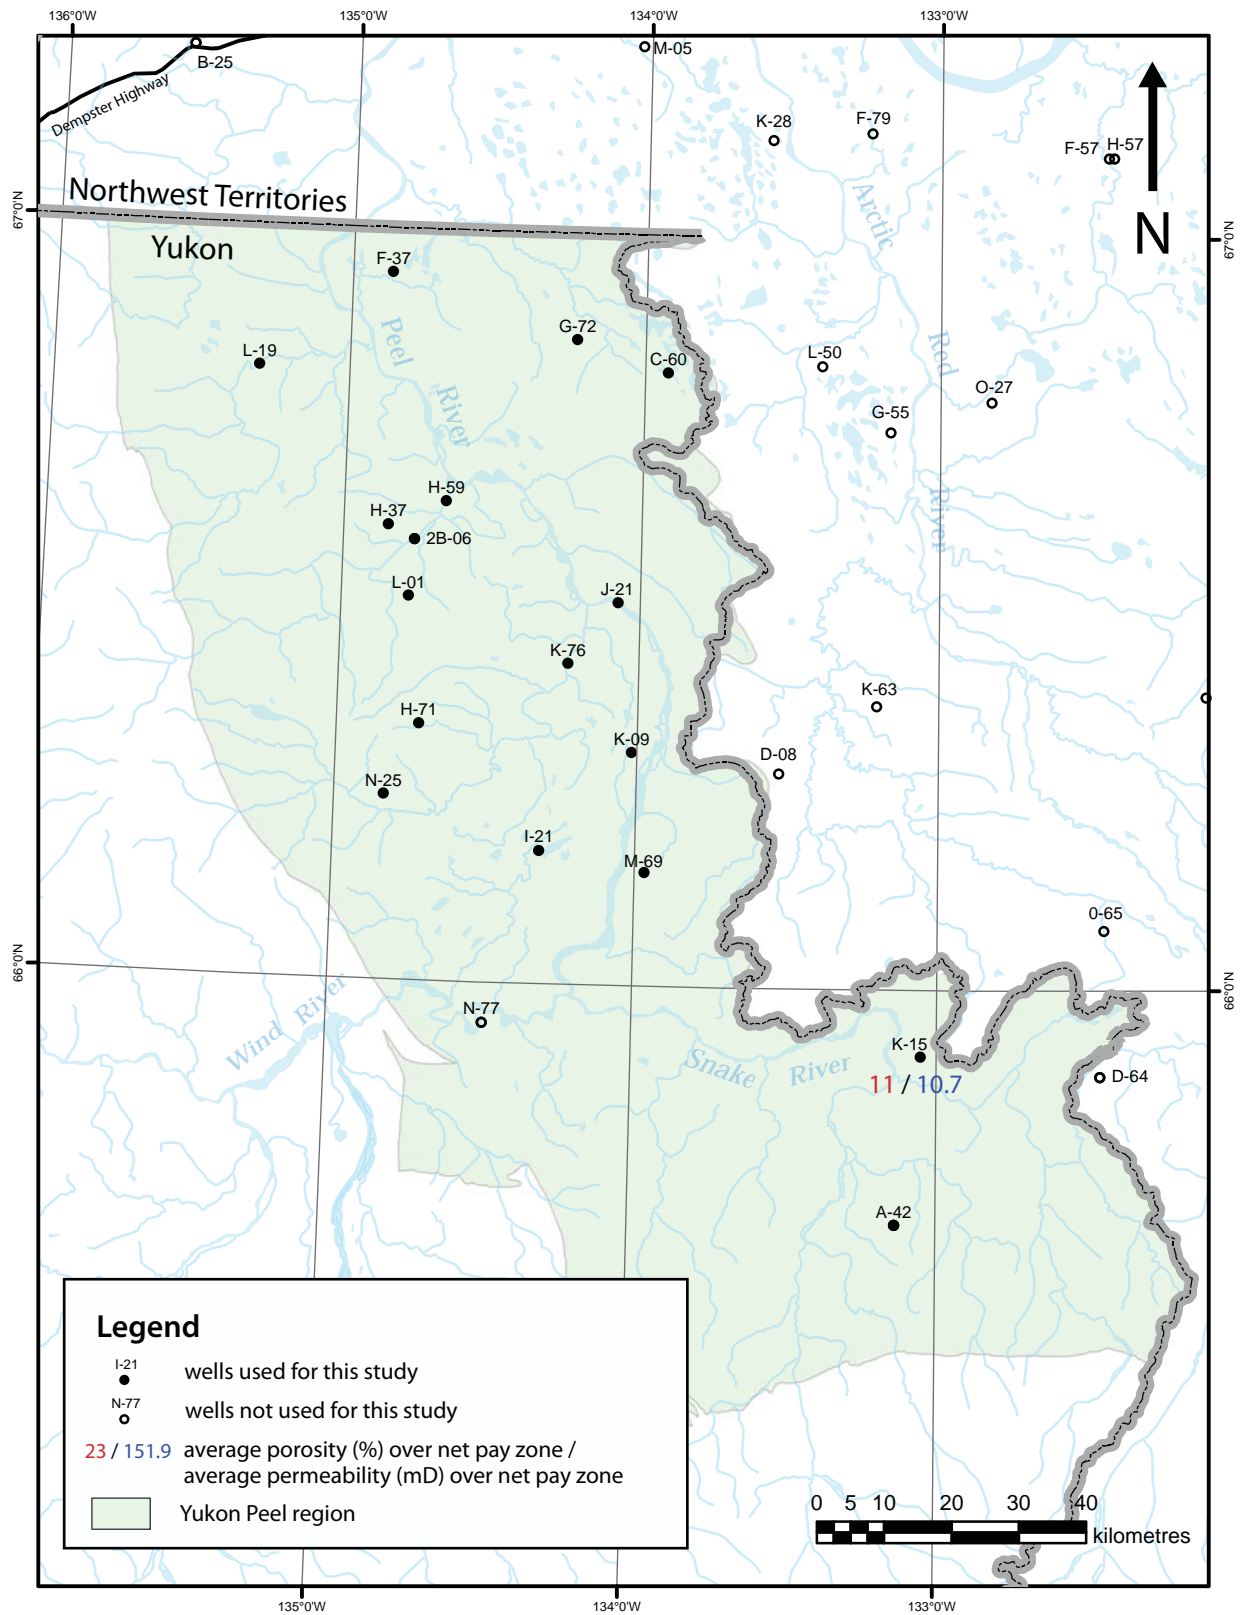 136°0'W
135°0'W
134°0'W
133°0'W
B-25
M-05
Dempster Highway
K-28
F-79
F-57
H-57
Arctic
N
67°0'N
67°0'N
Northwest Territories
Yukon
F-37
Peel
G-72
L-19
C-60
L-50
Red
O-27
G-55
River
H-59
H-37
2B-06
River
L-01
J-21
K-76
K-63
H-71
K-09
D-08
N-25
I-21
M-69
0-65
66°0'N
66°0'N
N-77
Wind River
Snake River
K-15
11 / 10.7
D-64
A-42
Legend
I-21
wells used for this study
N-77
wells not used for this study
23 / 151.9 average porosity (%) over net pay zone /
average permeability (mD) over net pay zone
Yukon Peel region
0 5 10 20 30 40
kilometres
135°0'W
134°0'W
133°0'W